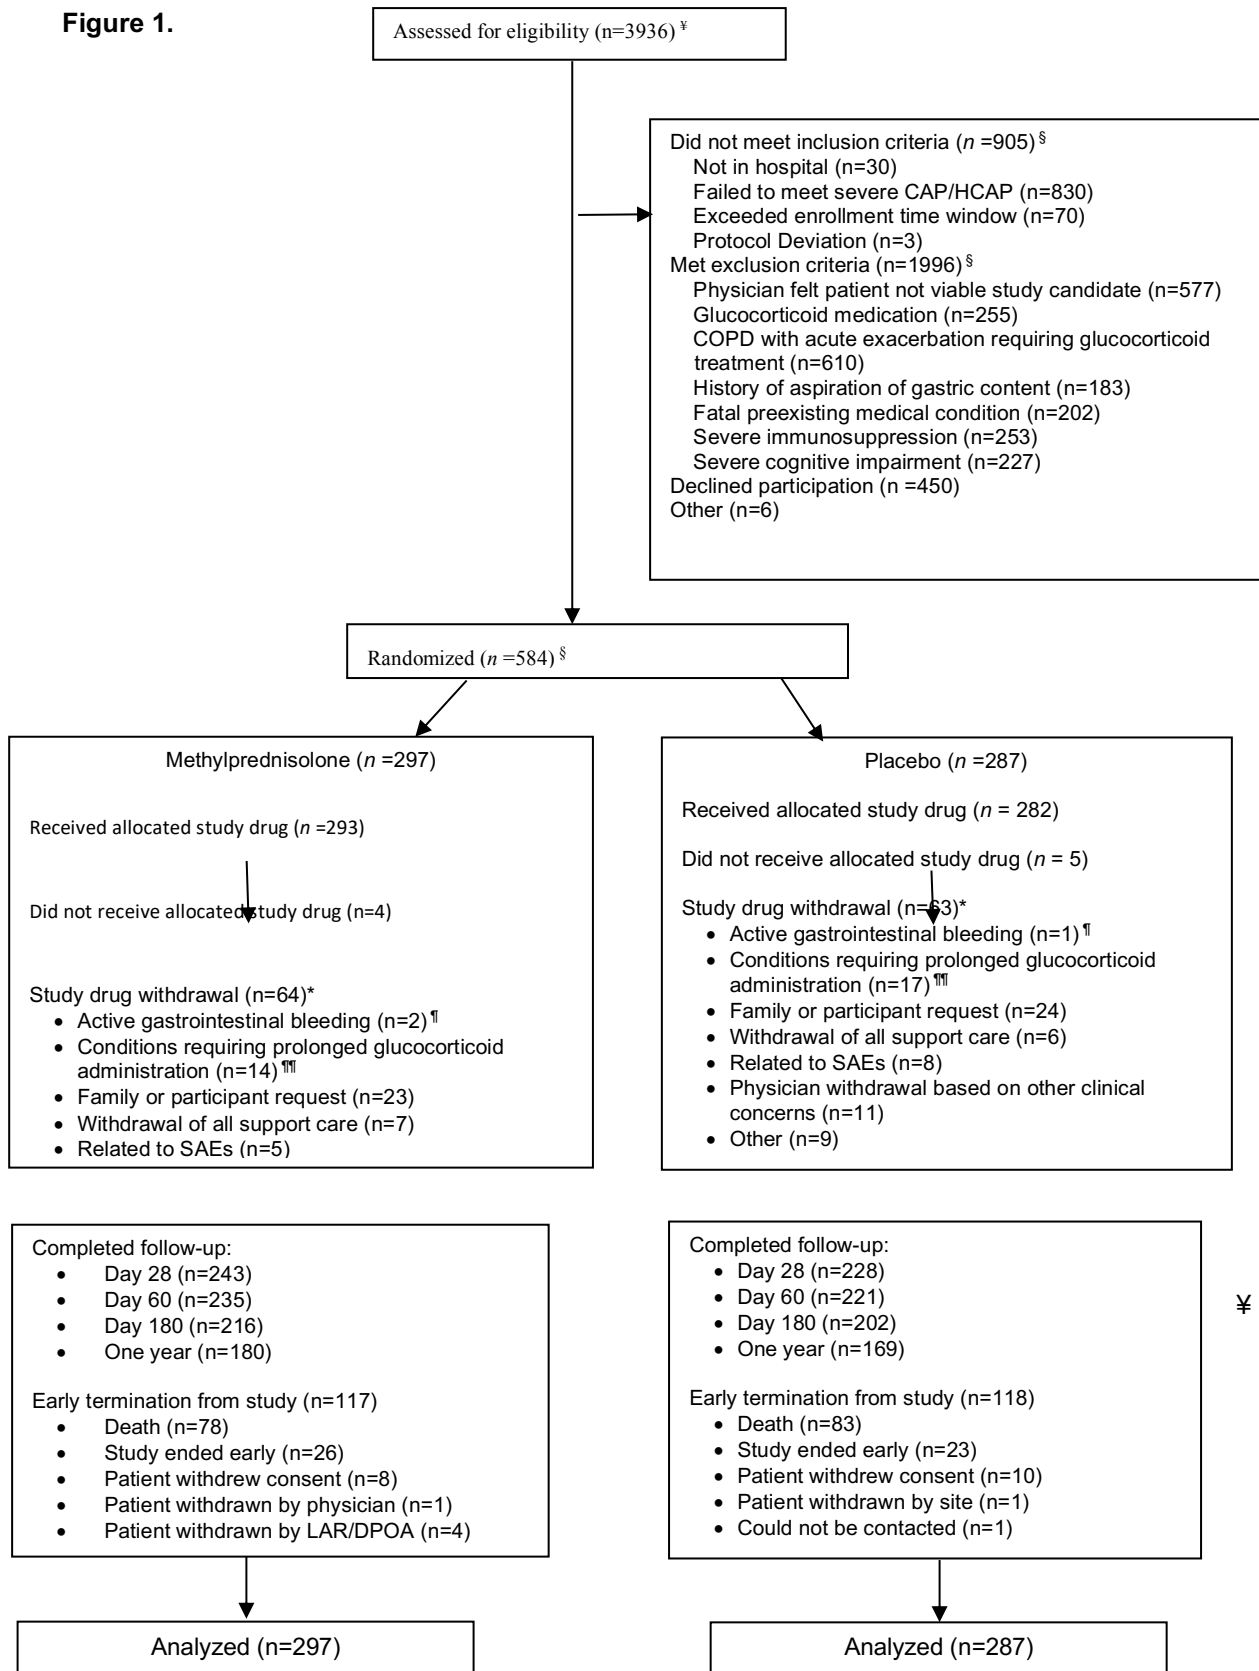 Figure 1.
Assessed for eligibility (n=3936) ¥
Did not meet inclusion criteria (n =905) §
Not in hospital (n=30)
Failed to meet severe CAP/HCAP (n=830)
Exceeded enrollment time window (n=70)
Protocol Deviation (n=3)
Met exclusion criteria (n=1996) §
Physician felt patient not viable study candidate (n=577)
Glucocorticoid medication (n=255)
COPD with acute exacerbation requiring glucocorticoid
treatment (n=610)
History of aspiration of gastric content (n=183)
Fatal preexisting medical condition (n=202)
Severe immunosuppression (n=253)
Severe cognitive impairment (n=227)
Declined participation (n =450)
Other (n=6)
Randomized (n =584) §
Methylprednisolone (n =297)
Received allocated study drug (n =293)
Did not receive allocated study drug (n=4)
Study drug withdrawal (n=64)*
• Active gastrointestinal bleeding (n=2) ¶
• Conditions requiring prolonged glucocorticoid
administration (n=14) ¶¶
• Family or participant request (n=23)
• Withdrawal of all support care (n=7)
• Related to SAEs (n=5)
Placebo (n =287)
Received allocated study drug (n = 282)
Did not receive allocated study drug (n = 5)
Study drug withdrawal (n=63)*
• Active gastrointestinal bleeding (n=1) ¶
• Conditions requiring prolonged glucocorticoid
administration (n=17) ¶¶
• Family or participant request (n=24)
• Withdrawal of all support care (n=6)
• Related to SAEs (n=8)
• Physician withdrawal based on other clinical
concerns (n=11)
• Other (n=9)
Completed follow-up:
• Day 28 (n=243)
• Day 60 (n=235)
• Day 180 (n=216)
• One year (n=180)
Early termination from study (n=117)
• Death (n=78)
• Study ended early (n=26)
• Patient withdrew consent (n=8)
• Patient withdrawn by physician (n=1)
• Patient withdrawn by LAR/DPOA (n=4)
Completed follow-up:
• Day 28 (n=228)
• Day 60 (n=221)
• Day 180 (n=202)
• One year (n=169)
Early termination from study (n=118)
• Death (n=83)
• Study ended early (n=23)
• Patient withdrew consent (n=10)
• Patient withdrawn by site (n=1)
• Could not be contacted (n=1)
¥
Analyzed (n=297)
Analyzed (n=287)